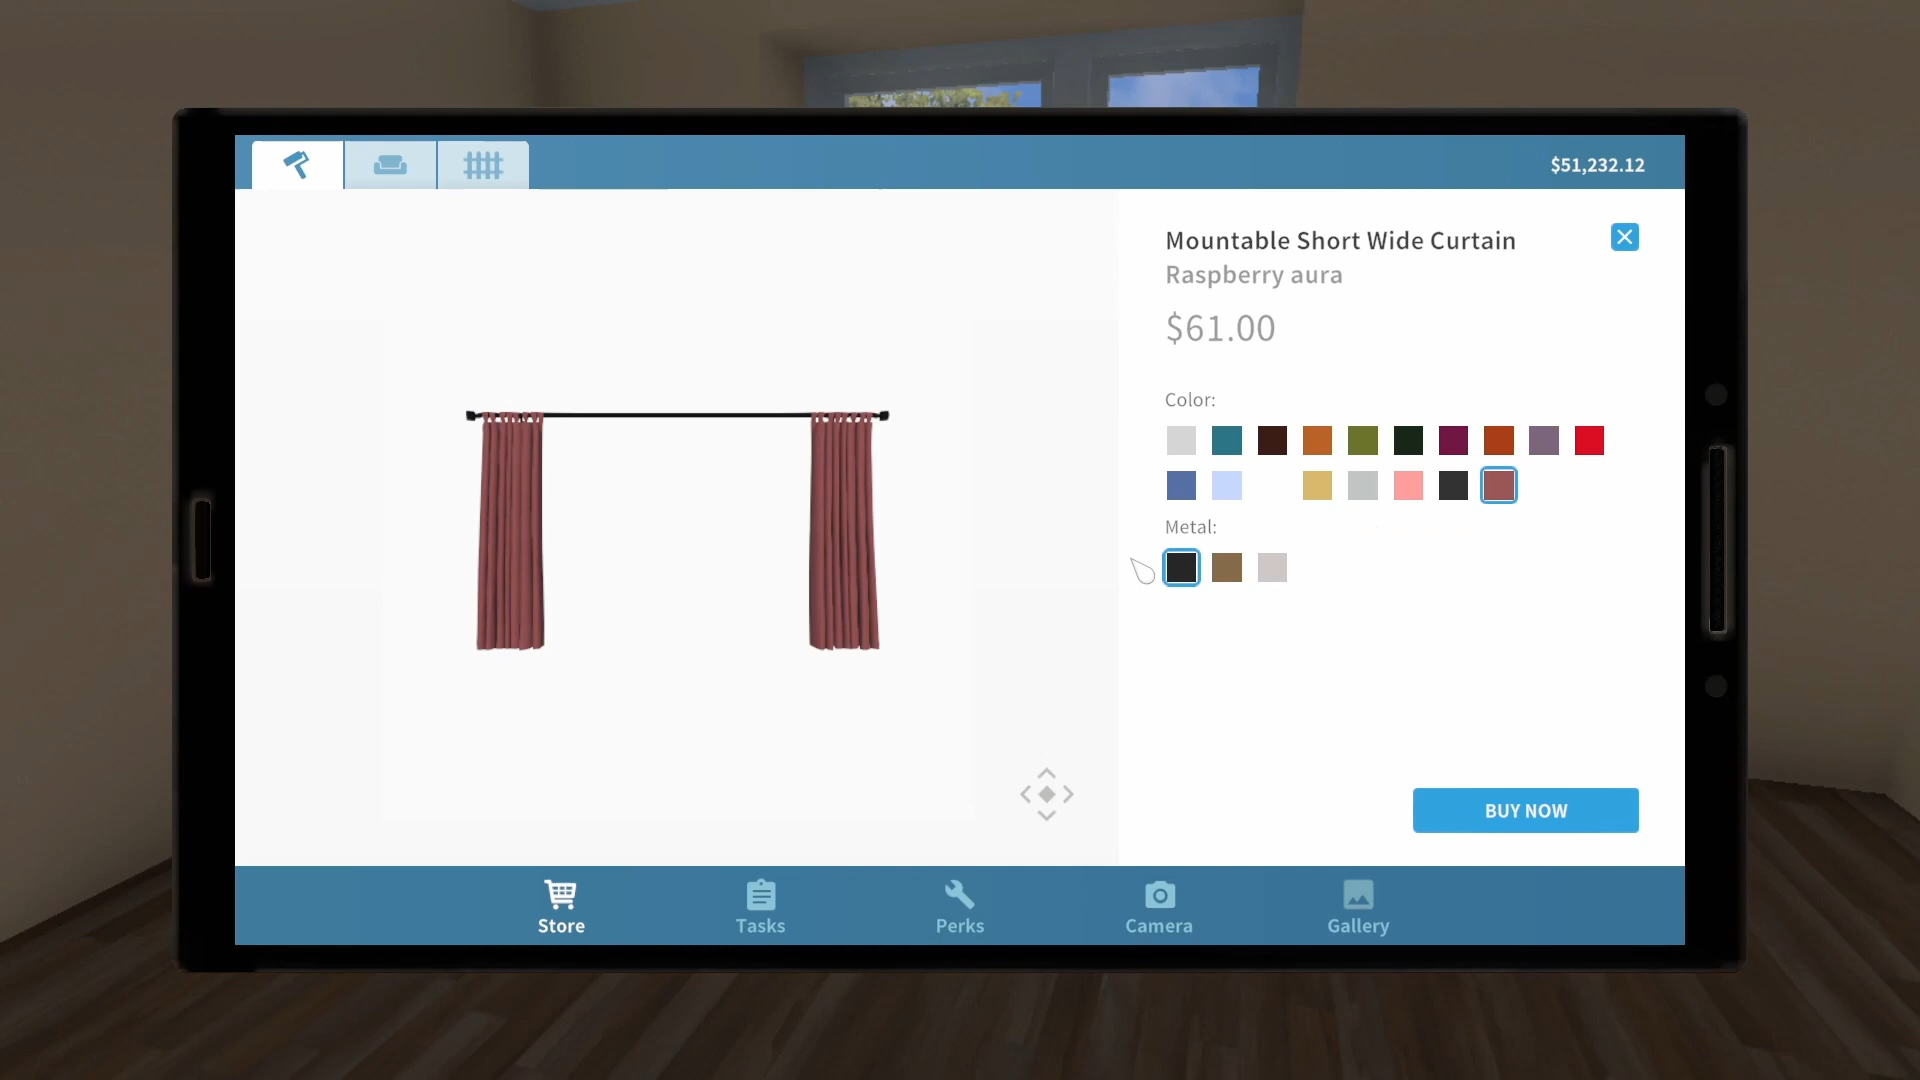 $51,232.12
Mountable Short Wide Curtain
Raspberry aura
$61.00
Color:
Metal:
BUY NOW
Store
Tasks
Perks
Camera
Gallery